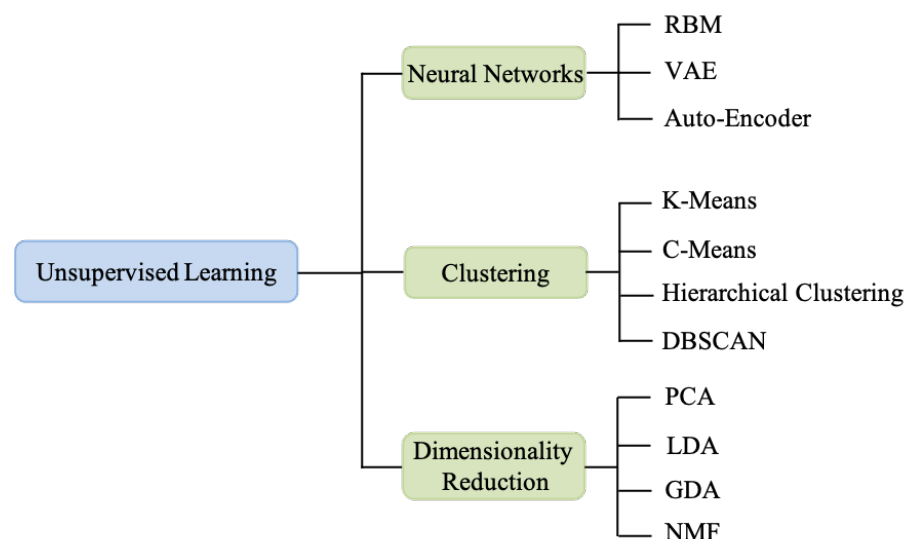 Unsupervised Learning
Neural Networks
RBM
VAE
Auto-Encoder
Clustering
K-Means
C-Means
Hierarchical Clustering
DBSCAN
Dimensionality
Reduction
PCA
LDA
GDA
NMF